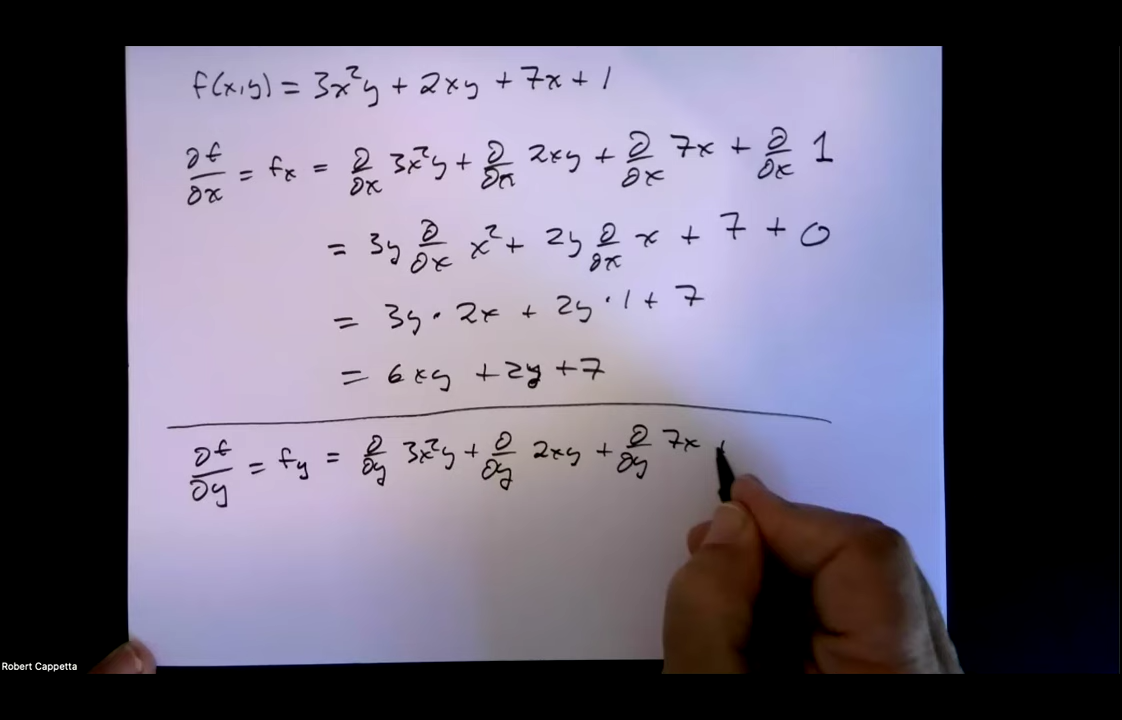 f(x,y) = 3x²y + 2xy + 7x + 1
∂f/∂x = fx = ∂/∂x 3x²y + ∂/∂x 2xy + ∂/∂x 7x + ∂/∂x 1
= 3y ∂/∂x x² + 2y ∂/∂x x + 7 + 0
= 3y · 2x + 2y · 1 + 7
= 6xy + 2y + 7
∂f/∂y = fy = ∂/∂y 3x²y + ∂/∂y 2xy + ∂/∂y 7x
Robert Cappetta